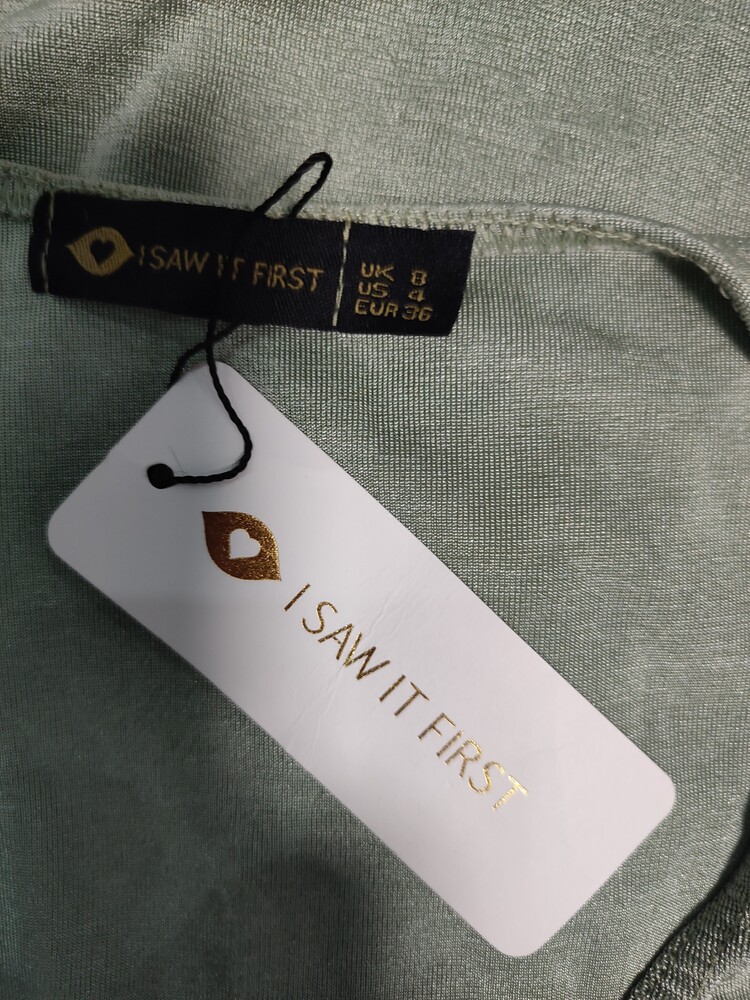 I SAW IT FIRST
UK 8
US 4
EUR 36
I SAW IT FIRST